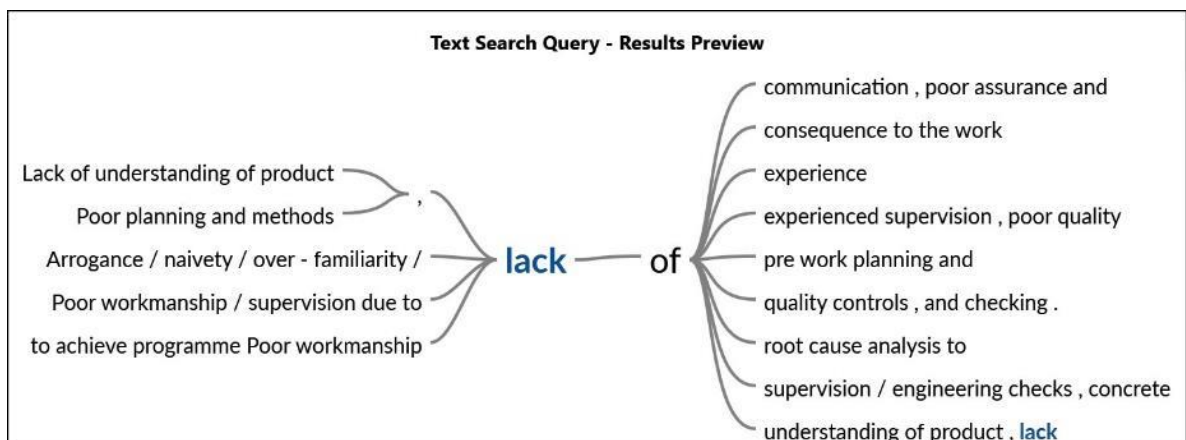 Text Search Query - Results Preview
Lack of understanding of product
Poor planning and methods
,
Arrogance / naivety / over - familiarity /
Poor workmanship / supervision due to
to achieve programme Poor workmanship
lack
of
communication , poor assurance and
consequence to the work
experience
experienced supervision , poor quality
pre work planning and
quality controls , and checking .
root cause analysis to
supervision / engineering checks , concrete
understanding of product , lack